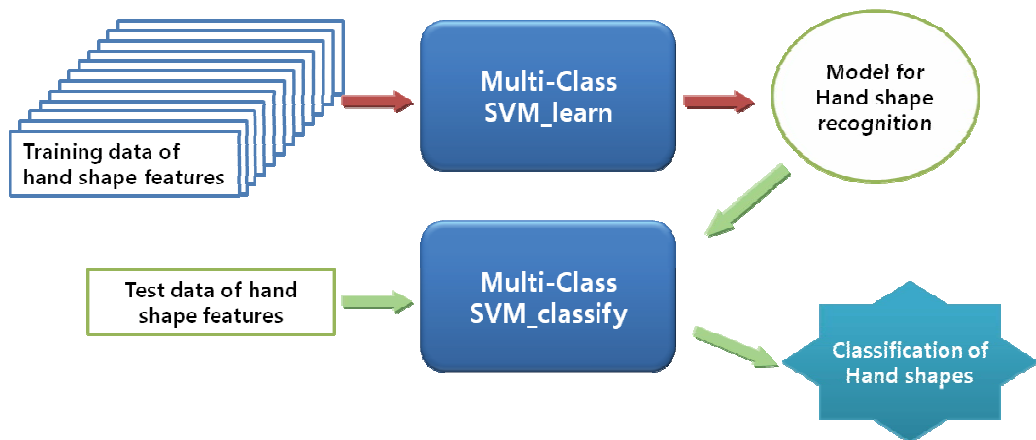 Training data of
hand shape features
Multi-Class
SVM_learn
Model for
Hand shape
recognition
Test data of hand
shape features
Multi-Class
SVM_classify
Classification of
Hand shapes